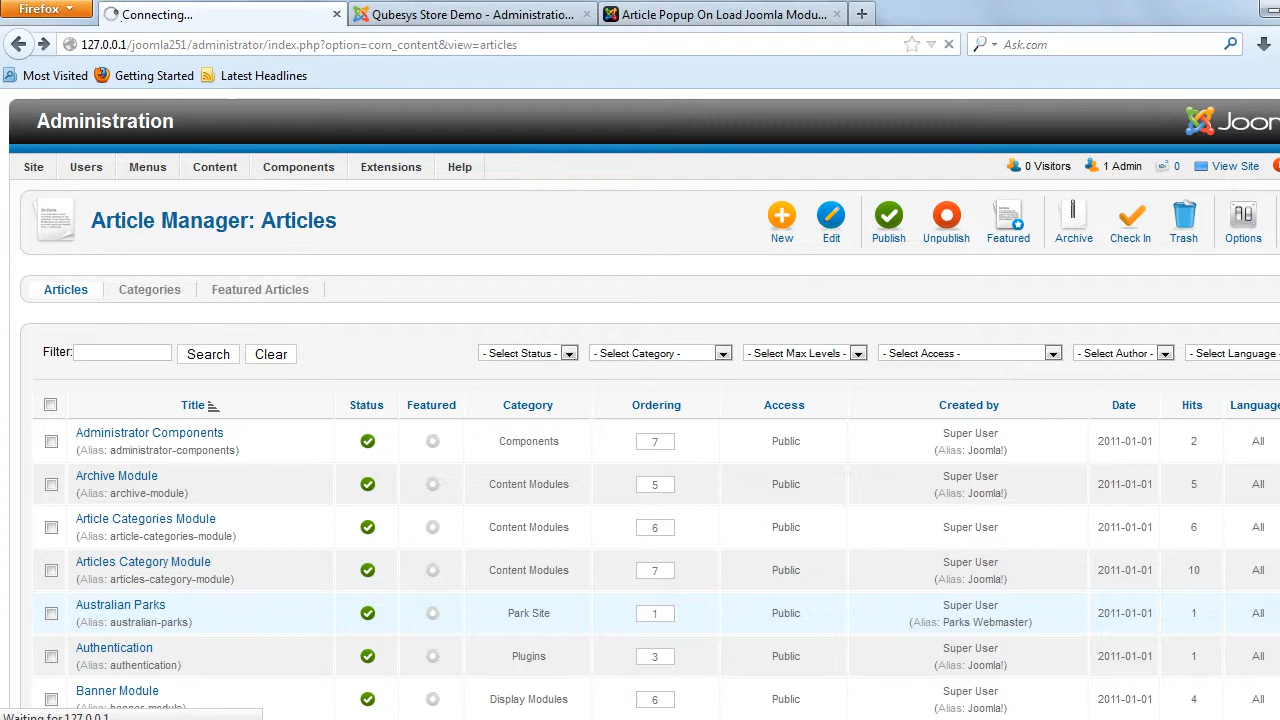 Firefox
Connecting...
Qubesys Store Demo - Administratio...
Article Popup On Load Joomla Modu...
127.0.0.1/joomla251/administrator/index.php?option=com_content&view=articles
Ask.com
Most Visited Getting Started Latest Headlines
Administration
Joom
Site Users Menus Content Components Extensions Help
0 Visitors 1 Admin 0 View Site
Article Manager: Articles
New Edit Publish Unpublish Featured Archive Check In Trash Options
Articles Categories Featured Articles
Filter: Search Clear - Select Status - - Select Category - - Select Max Levels - - Select Access - - Select Author - - Select Language -
Title Status Featured Category Ordering Access Created by Date Hits Language
Administrator Components Components 7 Public Super User 2011-01-01 2 All
(Alias: administrator-components) (Alias: Joomla!)
Archive Module Content Modules 5 Public Super User 2011-01-01 5 All
(Alias: archive-module) (Alias: Joomla!)
Article Categories Module Content Modules 6 Public Super User 2011-01-01 6 All
(Alias: article-categories-module)
Articles Category Module Content Modules 7 Public Super User 2011-01-01 10 All
(Alias: articles-category-module) (Alias: Joomla!)
Australian Parks Park Site 1 Public Super User 2011-01-01 1 All
(Alias: australian-parks) (Alias: Parks Webmaster)
Authentication Plugins 3 Public Super User 2011-01-01 1 All
(Alias: authentication) (Alias: Joomla!)
Banner Module Display Modules 6 Public Super User 2011-01-01 4 All
(Alias: banner-module) (Alias: Joomla!)
Waiting for 127.0.0.1